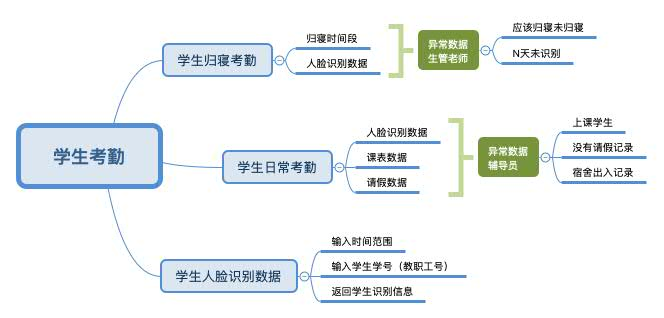 学生考勤
学生归寝考勤
归寝时间段
人脸识别数据
异常数据
生管老师
应该归寝未归寝
N天未识别
学生日常考勤
人脸识别数据
课表数据
请假数据
异常数据
辅导员
上课学生
没有请假记录
宿舍出入记录
学生人脸识别数据
输入时间范围
输入学生学号（教职工号）
返回学生识别信息